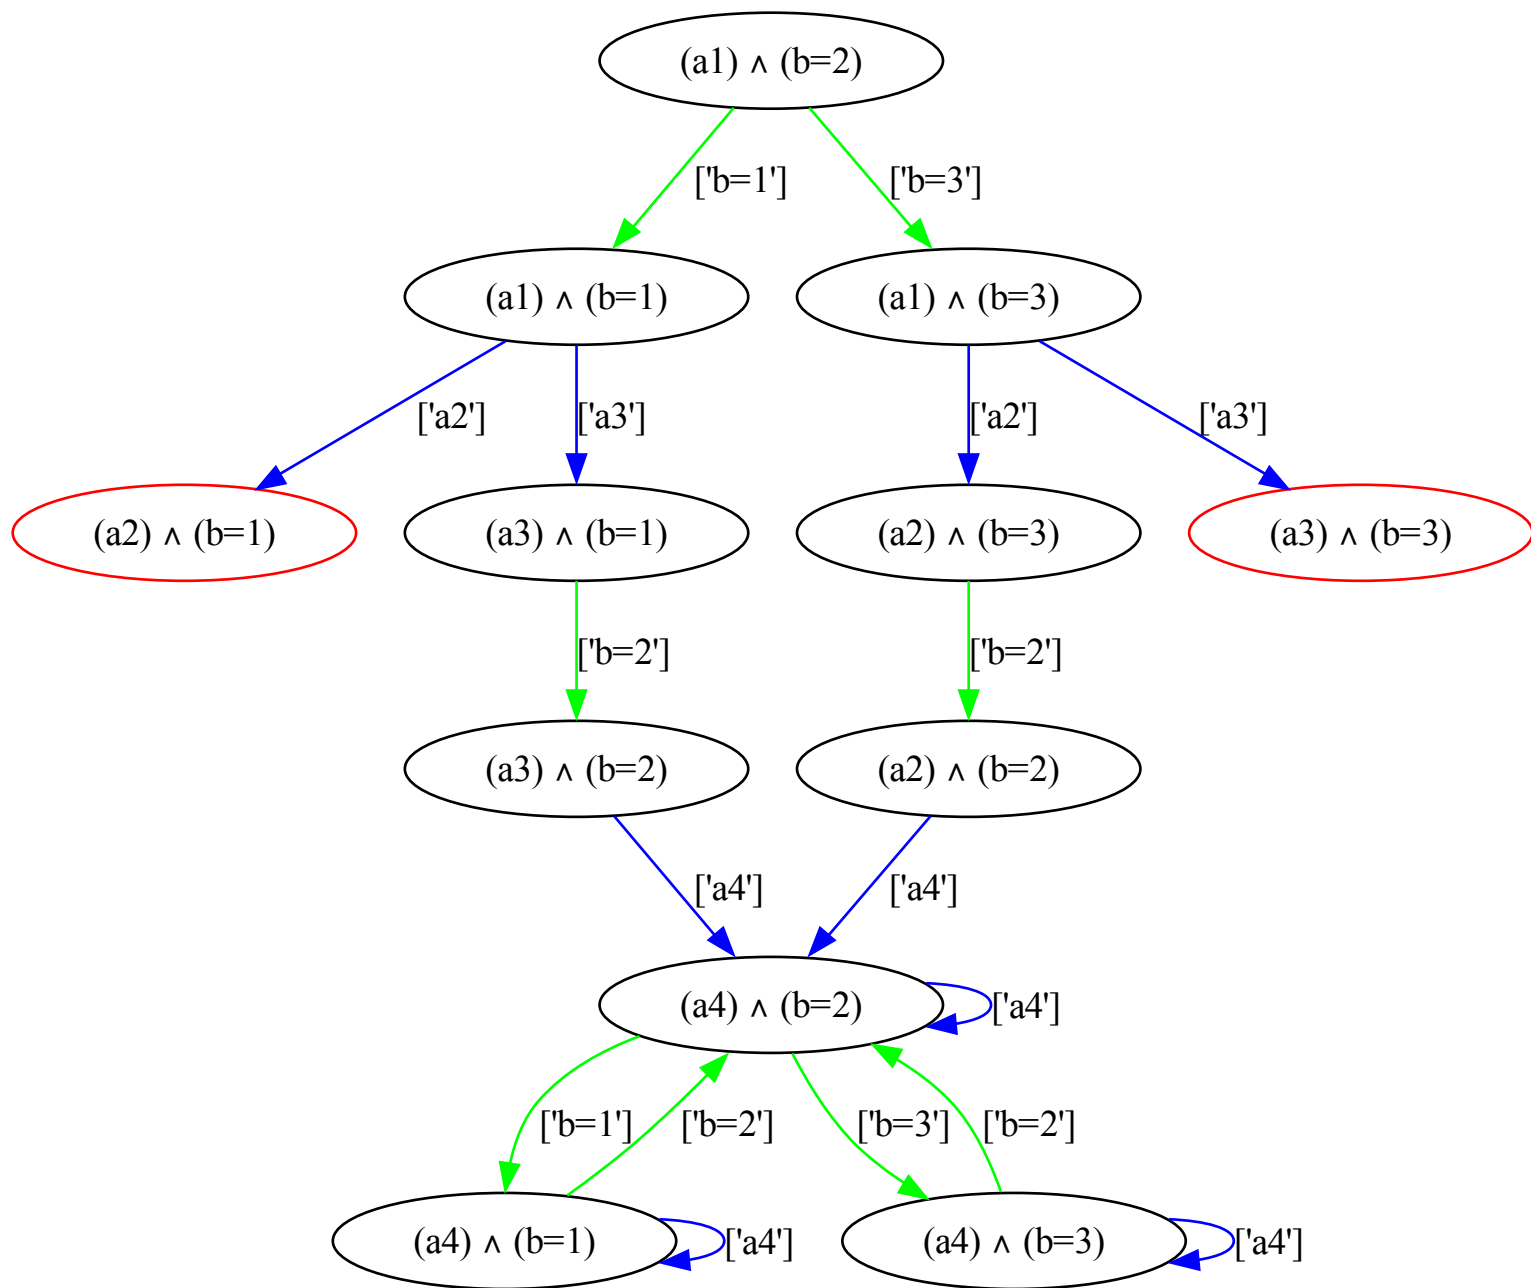 (a1) ∧ (b=2)
['b=1']
['b=3']
(a1) ∧ (b=1)
(a1) ∧ (b=3)
['a2']
['a3']
['a2']
['a3']
(a2) ∧ (b=1)
(a3) ∧ (b=1)
(a2) ∧ (b=3)
(a3) ∧ (b=3)
['b=2']
['b=2']
(a3) ∧ (b=2)
(a2) ∧ (b=2)
['a4']
['a4']
(a4) ∧ (b=2)
['a4']
['b=1']
['b=2']
['b=3']
['b=2']
(a4) ∧ (b=1)
['a4']
(a4) ∧ (b=3)
['a4']